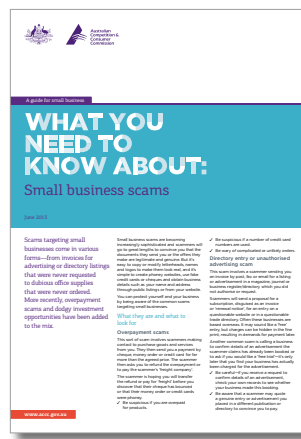 Australian
Competition &
Consumer
Commission
A guide for small business
WHAT YOU
NEED TO
KNOW ABOUT:
Small business scams
June 2015
Scams targeting small
businesses come in various
forms—from invoices for
advertising or directory listings
that were never requested
to dubious office supplies
that were never ordered.
More recently, overpayment
scams and dodgy investment
opportunities have been added
to the mix.
www.accc.gov.au
Small business scams are becoming
increasingly sophisticated and scammers will
go to great lengths to convince you that the
documents they send you or the offers they
make are legitimate and genuine. But it's
easy to copy or modify letterheads, names
and logos to make them look real, and it's
simple to create phoney websites, use fake
credit cards or cheques and obtain business
details such as your name and address
through public listings or from your website.
You can protect yourself and your business
by being aware of the common scams
targeting small businesses.
What they are and what to
look for
Overpayment scams
This sort of scam involves scammers making
contact to purchase goods and services
from you. They then send you a payment by
cheque, money order or credit card for far
more than the agreed price. The scammer
then asks you to refund the overpayment or
to pay the scammer's 'freight company'.
The scammer is hoping you will transfer
the refund or pay for 'freight' before you
discover that their cheque has bounced
or that their money order or credit cards
were phoney.
✓ Be suspicious if you are overpaid
for products.
✓ Be suspicious if a number of credit card
numbers are used.
✓ Be wary of complicated or unlikely orders.
Directory entry or unauthorised
advertising scam
This scam involves a scammer sending you
an invoice by post, fax or email for a listing
or advertisement in a magazine, journal or
business register/directory which you did
not authorise or request.
Scammers will send a proposal for a
subscription, disguised as an invoice
or 'renewal notice', for an entry on a
questionable website or in a questionable
trade directory. Often these businesses are
based overseas. It may sound like a 'free'
entry, but charges can be hidden in the fine
print, resulting in demands for payment later.
Another common scam is calling a business
to confirm details of an advertisement the
scammer claims has already been booked or
to ask if you would like a 'free trial'—it's only
later that you find your business has actually
been charged for the advertisement.
✓ Be careful—if you receive a request to
confirm details of an advertisement,
check your own records to see whether
your business made this booking.
✓ Be aware that a scammer may quote
a genuine entry or advertisement you
placed in a different publication or
directory to convince you to pay.